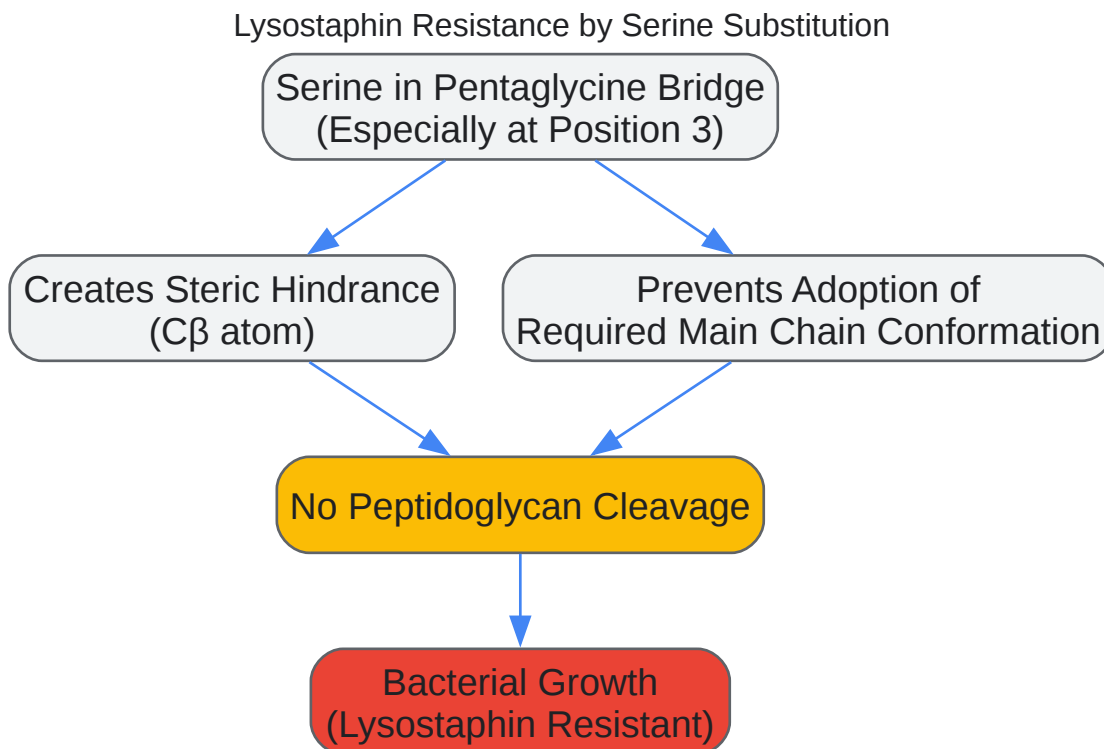 Lysostaphin Resistance by Serine Substitution
Serine in Pentaglycine Bridge
(Especially at Position 3)
Creates Steric Hindrance
(Cβ atom)
Prevents Adoption of
Required Main Chain Conformation
No Peptidoglycan Cleavage
Bacterial Growth
(Lysostaphin Resistant)